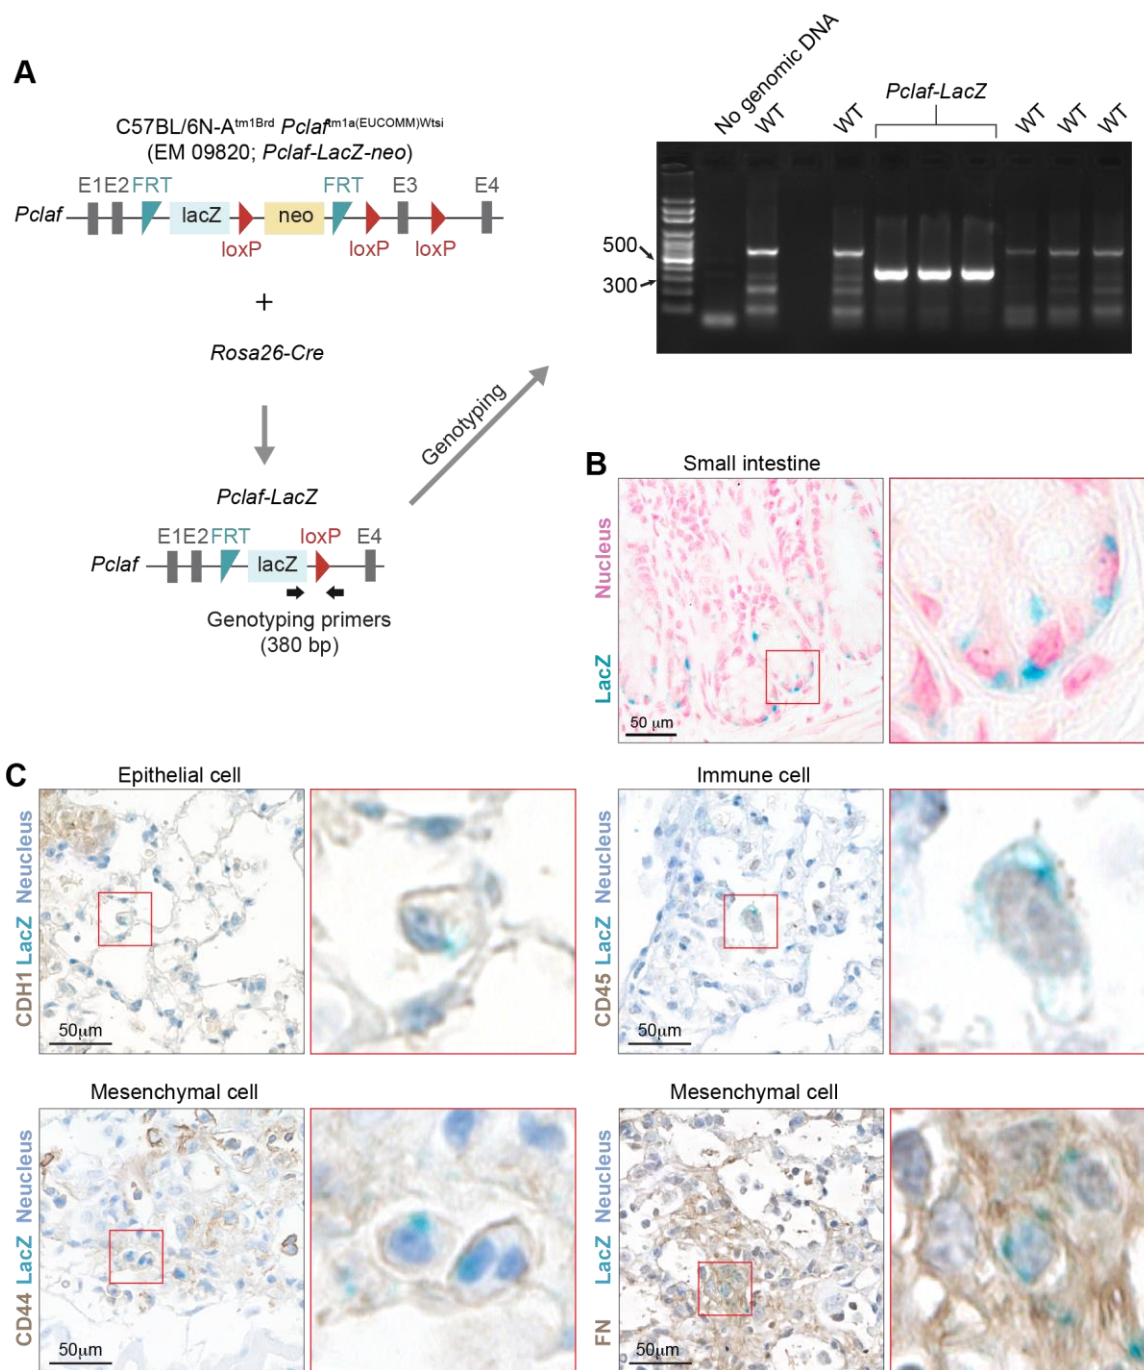 A
C57BL/6N-A^tm1Brd Pclaf^tm1a(EUCOMM)Wtsi
(EM 09820; Pclaf-LacZ-neo)
E1 E2 FRT FRT E3 E4
Pclaf lacZ neo
loxP loxP loxP
+
Rosa26-Cre
Genotyping
Pclaf-LacZ
E1 E2 FRT loxP E4
Pclaf lacZ
Genotyping primers
(380 bp)
No genomic DNA WT WT Pclaf-LacZ WT WT WT
500
300
B
Small intestine
LacZ Nucleus
50 μm
C
Epithelial cell
CDH1 LacZ Neucleus
50μm
Immune cell
CD45 LacZ Neucleus
50μm
Mesenchymal cell
CD44 LacZ Neucleus
50μm
Mesenchymal cell
FN LacZ Neucleus
50μm